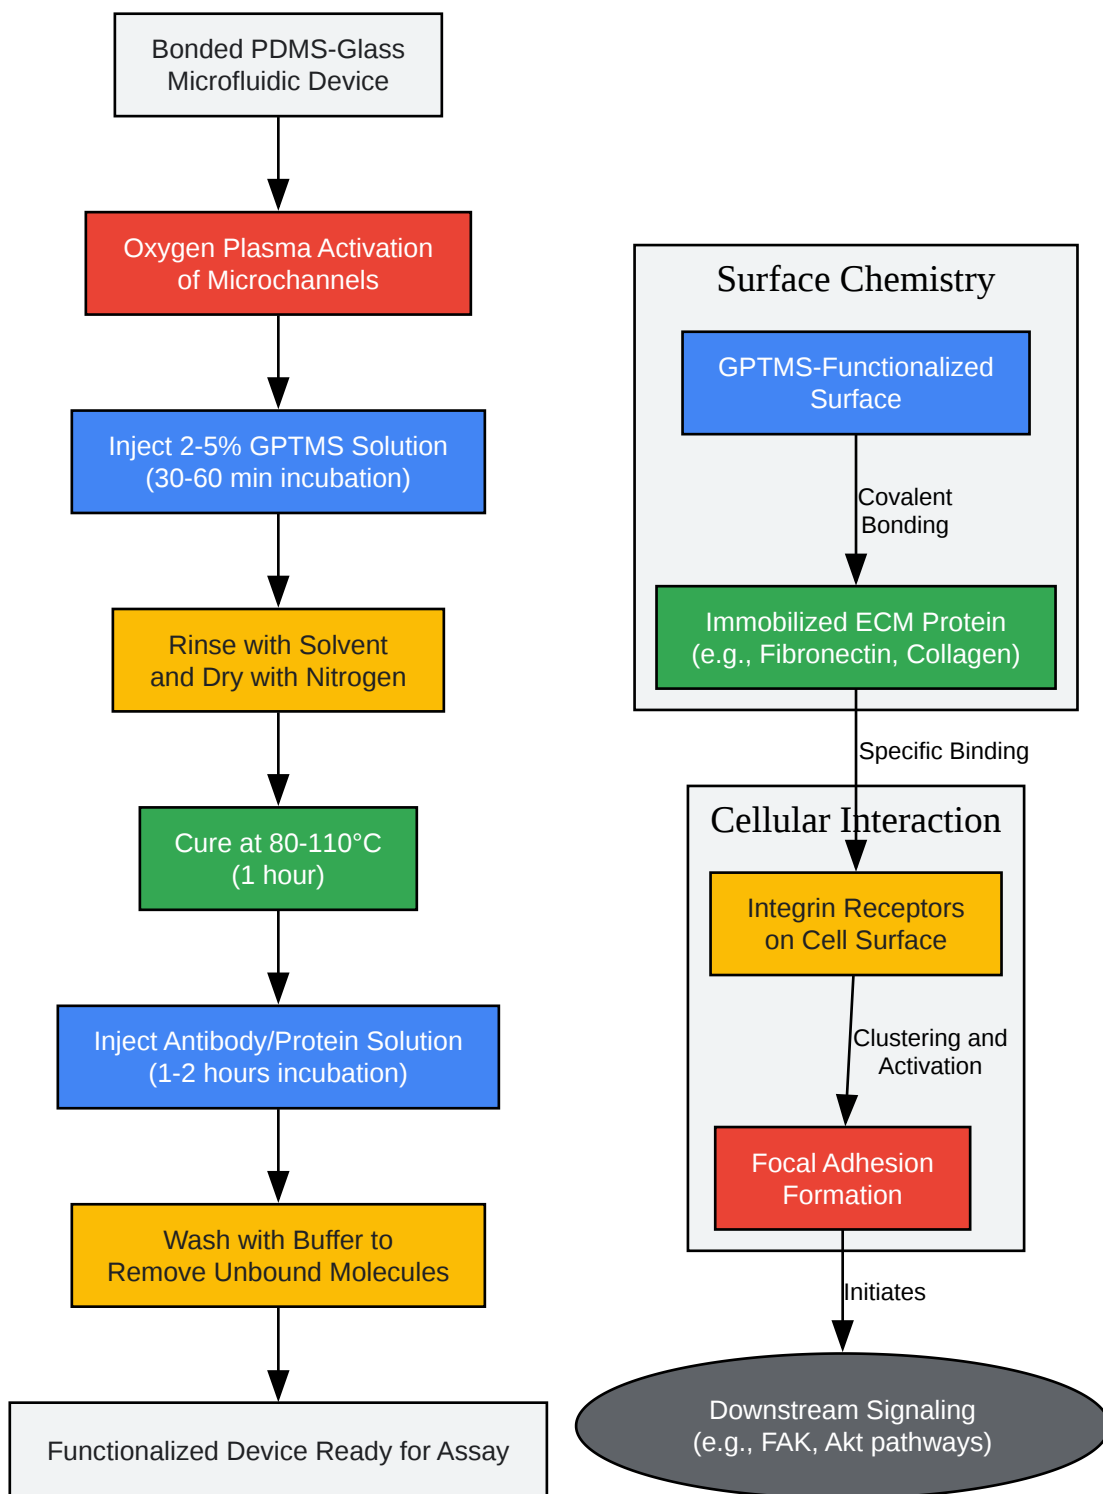 Bonded PDMS-Glass
Microfluidic Device
Oxygen Plasma Activation
of Microchannels
Inject 2-5% GPTMS Solution
(30-60 min incubation)
Rinse with Solvent
and Dry with Nitrogen
Cure at 80-110°C
(1 hour)
Inject Antibody/Protein Solution
(1-2 hours incubation)
Wash with Buffer to
Remove Unbound Molecules
Functionalized Device Ready for Assay
Surface Chemistry
GPTMS-Functionalized
Surface
Covalent
Bonding
Immobilized ECM Protein
(e.g., Fibronectin, Collagen)
Specific Binding
Cellular Interaction
Integrin Receptors
on Cell Surface
Clustering and
Activation
Focal Adhesion
Formation
Initiates
Downstream Signaling
(e.g., FAK, Akt pathways)